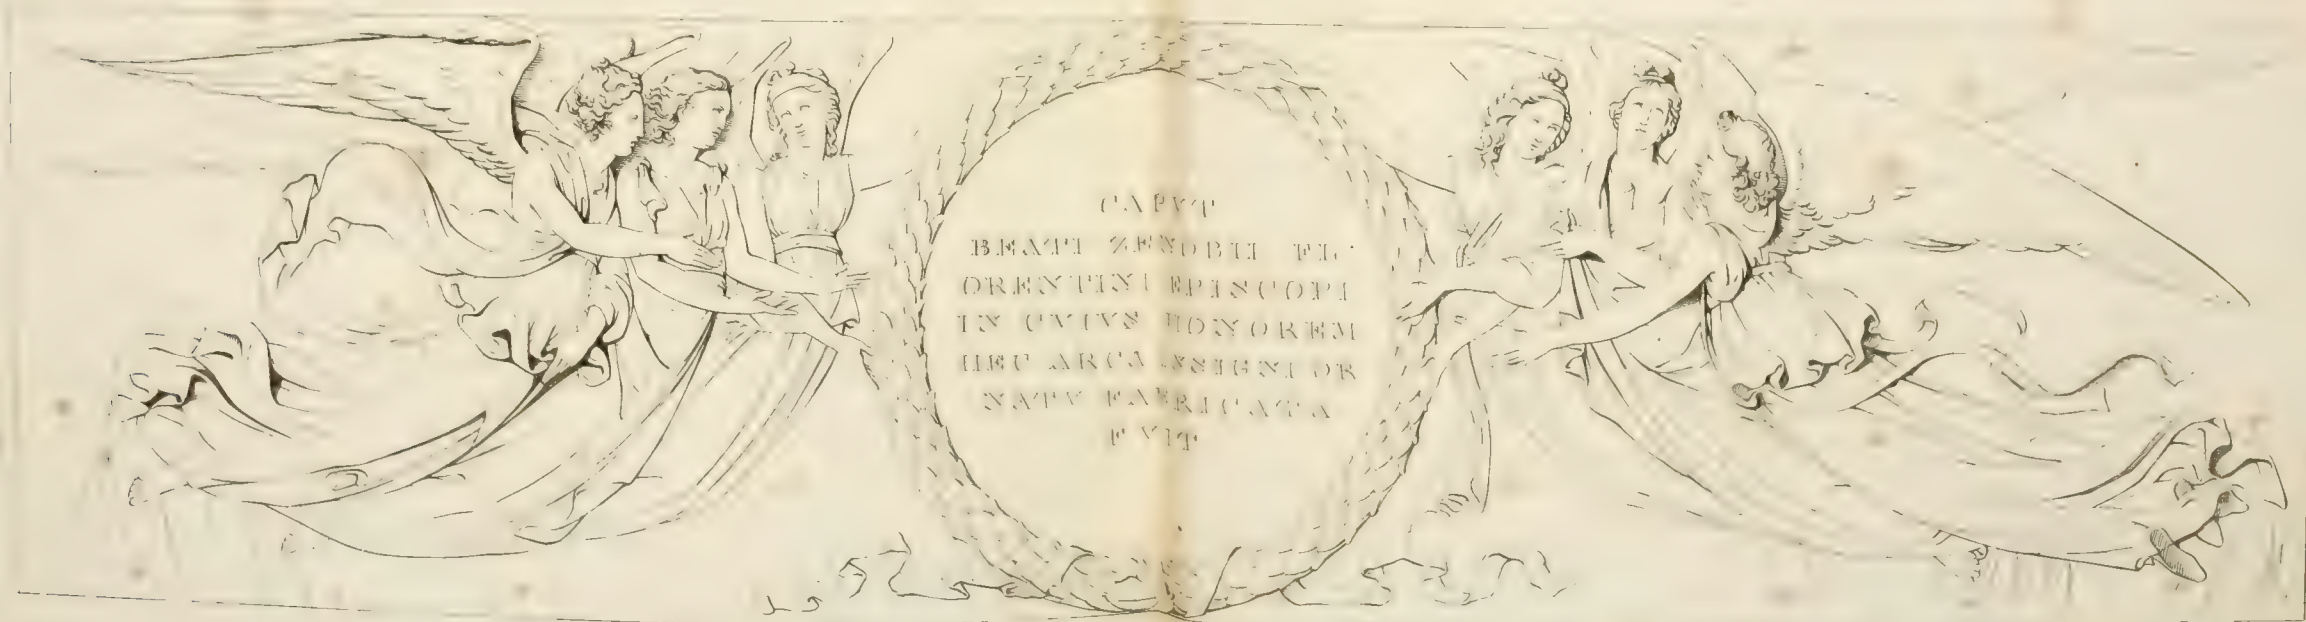 CAPVT
BEATI ZENOBII FL
ORENTINI EPISCOPI
IN CVIVS HONOREM
HEC ARCA INSIGNI OR
NATV FABRICATA
FVIT